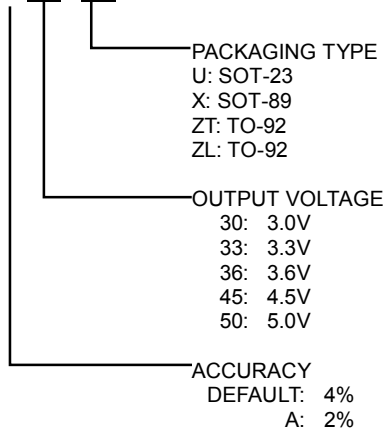 PACKAGING TYPE
U: SOT-23
X: SOT-89
ZT: TO-92
ZL: TO-92
OUTPUT VOLTAGE
30: 3.0V
33: 3.3V
36: 3.6V
45: 4.5V
50: 5.0V
ACCURACY
DEFAULT: 4%
A: 2%